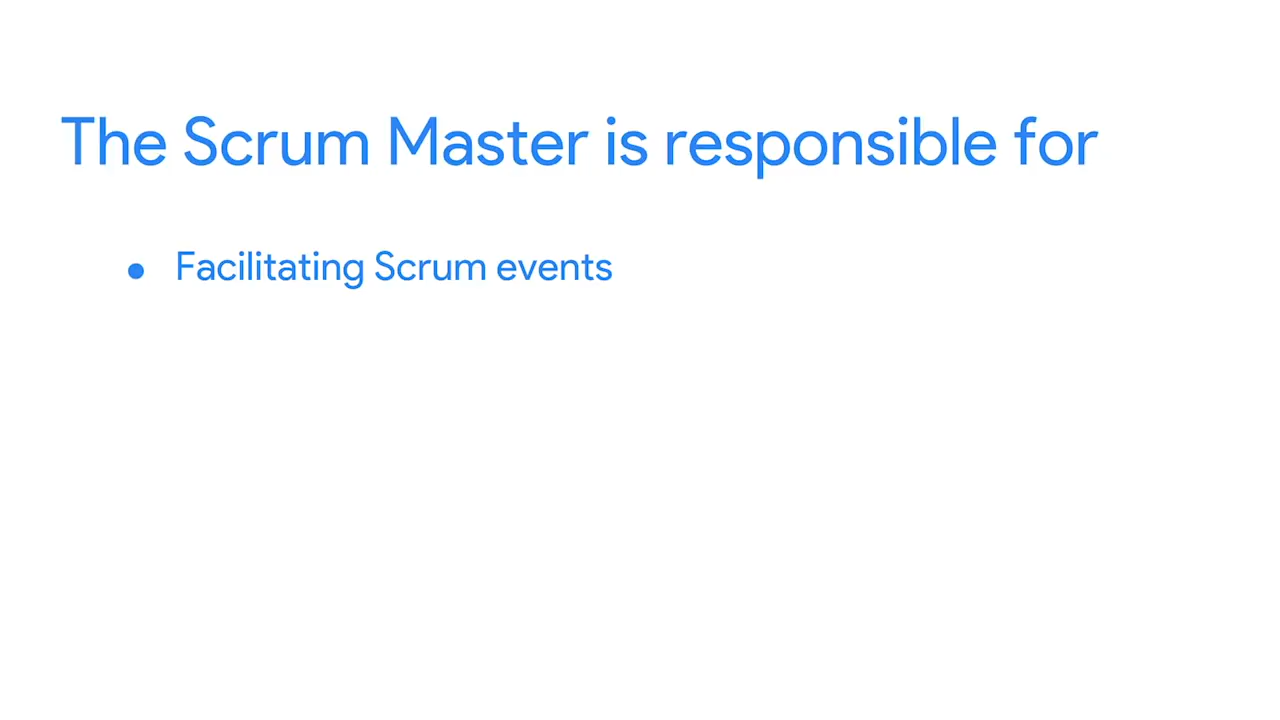 The Scrum Master is responsible for
● Facilitating Scrum events